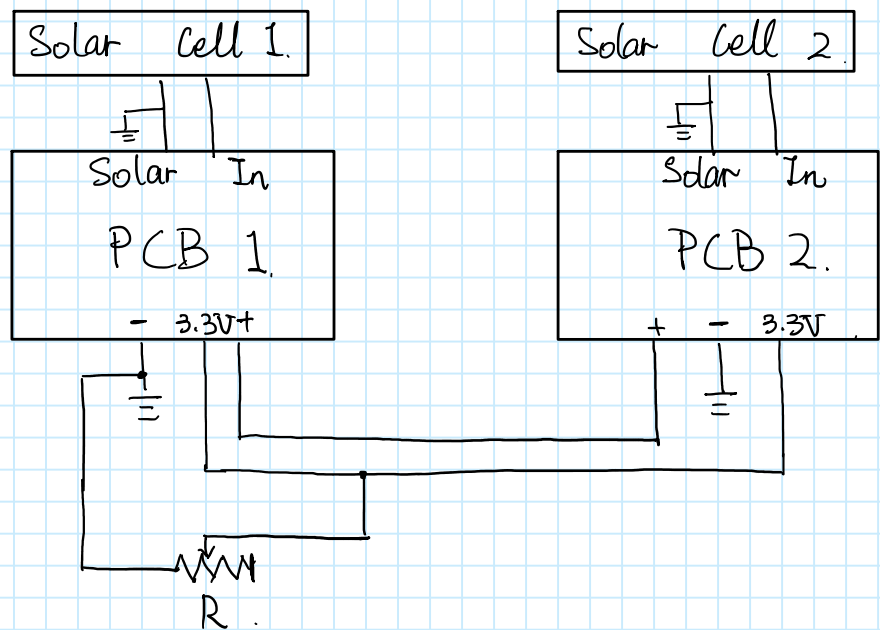 Solar Cell 1.
Solar Cell 2.
Solar In
PCB 1.
- 3.3V +
Solar In
PCB 2.
+ - 3.3V
R.